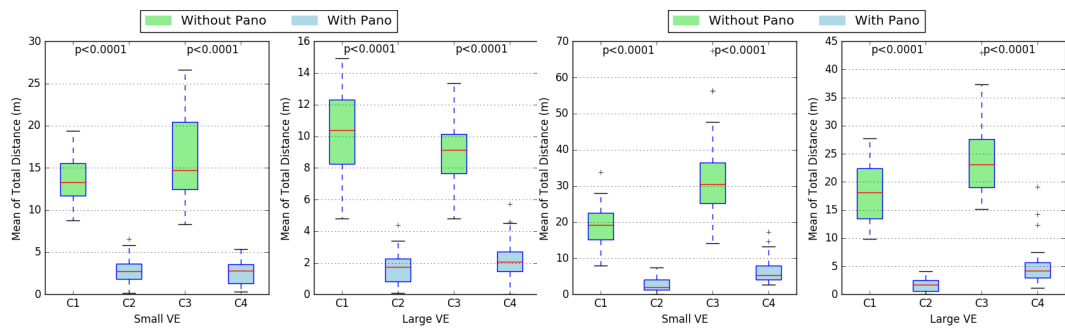 Without Pano With Pano
Without Pano With Pano
p<0.0001 p<0.0001
30
25
20
15
10
5
0
Mean of Total Distance (m)
C1 C2 C3 C4
Small VE
p<0.0001 p<0.0001
16
14
12
10
8
6
4
2
0
Mean of Total Distance (m)
C1 C2 C3 C4
Large VE
p<0.0001 p<0.0001
70
60
50
40
30
20
10
0
Mean of Total Distance (m)
C1 C2 C3 C4
Small VE
p<0.0001 p<0.0001
45
40
35
30
25
20
15
10
5
0
Mean of Total Distance (m)
C1 C2 C3 C4
Large VE